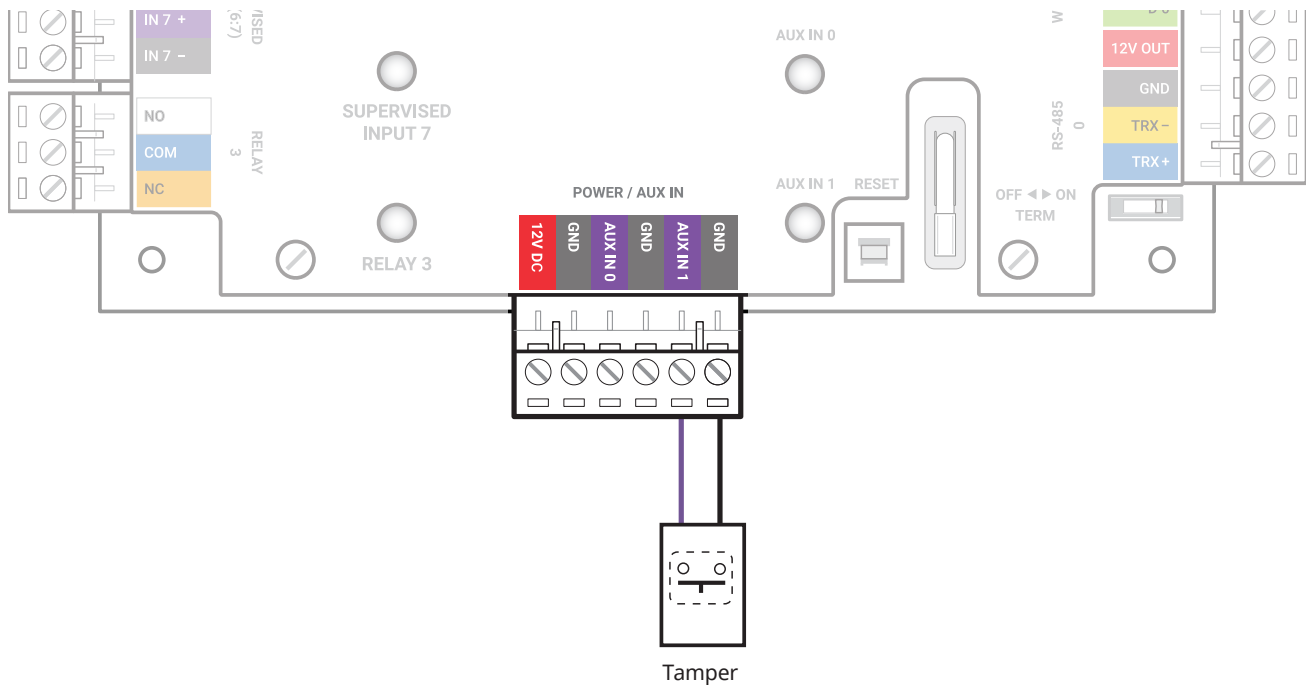 IN 7 +
IN 7 –
(6:7)
NO
COM
NC
RELAY
3
SUPERVISED
INPUT 7
RELAY 3
POWER / AUX IN
12V DC
GND
AUX IN 0
GND
AUX IN 1
GND
AUX IN 0
AUX IN 1
RESET
OFF ◄ ► ON
TERM
W
12V OUT
GND
TRX –
TRX +
RS-485
0
Tamper